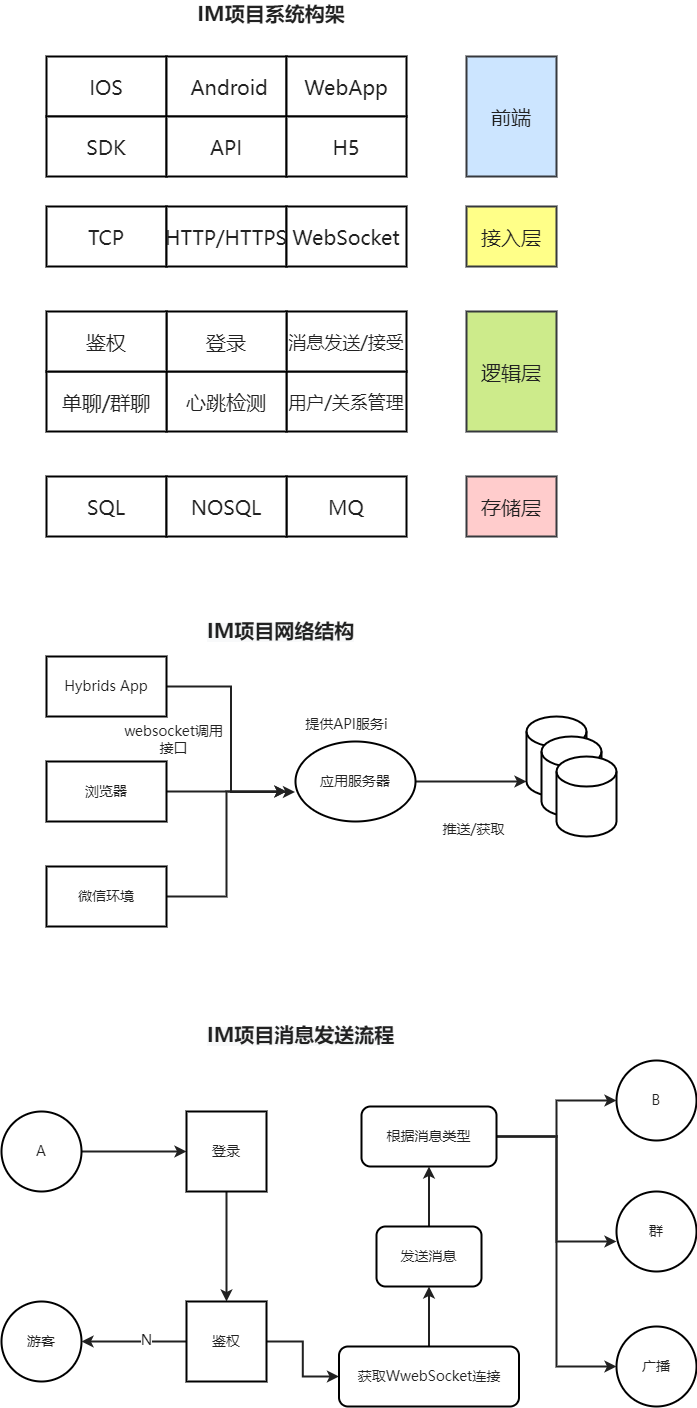 IM项目系统构架
IOS Android WebApp
前端
SDK API H5
TCP HTTP/HTTPS WebSocket 接入层
鉴权 登录 消息发送/接受
逻辑层
单聊/群聊 心跳检测 用户/关系管理
SQL NOSQL MQ 存储层
IM项目网络结构
Hybrids App
websocket调用
接口
提供API服务i
浏览器
应用服务器
推送/获取
微信环境
IM项目消息发送流程
A
登录
根据消息类型
B
发送消息
群
游客
N
鉴权
获取WwebSocket连接
广播